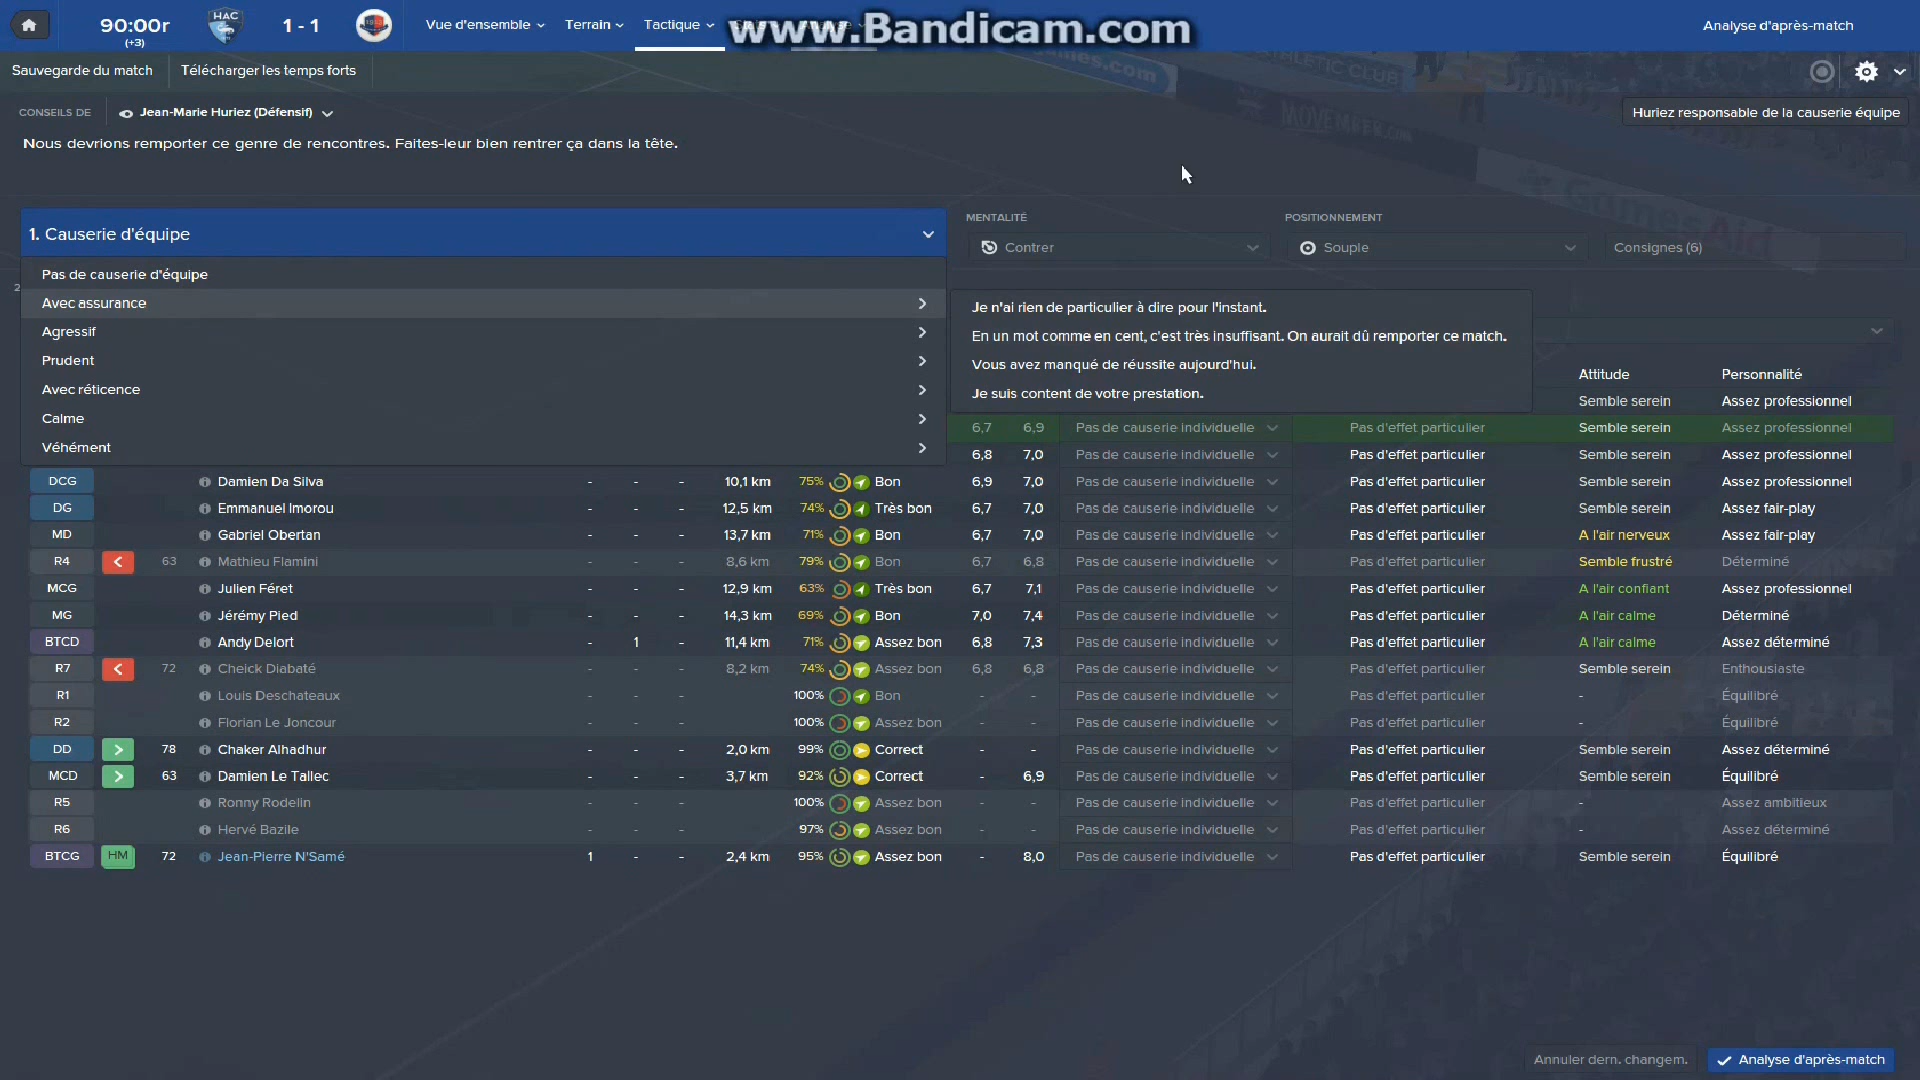 90:00r
(+3)
HAC
1 - 1
Vue d'ensemble
Terrain
Tactique
www.Bandicam.com
Analyse d'après-match
Sauvegarde du match
Télécharger les temps forts
CONSEILS DE
Jean-Marie Huriez (Défensif)
Huriez responsable de la causerie équipe
Nous devrions remporter ce genre de rencontres. Faites-leur bien rentrer ça dans la tête.
MENTALITÉ
POSITIONNEMENT
1. Causerie d'équipe
Contrer
Souple
Consignes (6)
Pas de causerie d'équipe
Avec assurance
Agressif
Prudent
Avec réticence
Calme
Véhément
Je n'ai rien de particulier à dire pour l'instant.
En un mot comme en cent, c'est très insuffisant. On aurait dû remporter ce match.
Vous avez manqué de réussite aujourd'hui.
Je suis content de votre prestation.
Attitude Personnalité
Semble serein Assez professionnel
6,7 6,9 Pas de causerie individuelle Pas d'effet particulier Semble serein Assez professionnel
6,8 7,0 Pas de causerie individuelle Pas d'effet particulier Semble serein Assez professionnel
DCG Damien Da Silva - - - 10,1 km 75% Bon 6,9 7,0 Pas de causerie individuelle Pas d'effet particulier Semble serein Assez professionnel
DG Emmanuel Imorou - - - 12,5 km 74% Très bon 6,7 7,0 Pas de causerie individuelle Pas d'effet particulier Semble serein Assez fair-play
MD Gabriel Obertan - - - 13,7 km 71% Bon 6,7 7,0 Pas de causerie individuelle Pas d'effet particulier A l'air nerveux Assez fair-play
R4 63 Mathieu Flamini - - - 8,6 km 79% Bon 6,7 6,8 Pas de causerie individuelle Pas d'effet particulier Semble frustré Déterminé
MCG Julien Féret - - - 12,9 km 63% Très bon 6,7 7,1 Pas de causerie individuelle Pas d'effet particulier A l'air confiant Assez professionnel
MG Jérémy Pied - - - 14,3 km 69% Bon 7,0 7,4 Pas de causerie individuelle Pas d'effet particulier A l'air calme Déterminé
BTCD Andy Delort - 1 - 11,4 km 71% Assez bon 6,8 7,3 Pas de causerie individuelle Pas d'effet particulier A l'air calme Assez déterminé
R7 72 Cheick Diabaté - - - 8,2 km 74% Assez bon 6,8 6,8 Pas de causerie individuelle Pas d'effet particulier Semble serein Enthousiaste
R1 Louis Deschateaux - - - 100% Bon - - Pas de causerie individuelle Pas d'effet particulier - Équilibré
R2 Florian Le Joncour - - - 100% Assez bon - - Pas de causerie individuelle Pas d'effet particulier - Équilibré
DD 78 Chaker Alhadhur - - - 2,0 km 99% Correct - - Pas de causerie individuelle Pas d'effet particulier Semble serein Assez déterminé
MCD 63 Damien Le Tallec - - - 3,7 km 92% Correct - 6,9 Pas de causerie individuelle Pas d'effet particulier Semble serein Équilibré
R5 Ronny Rodelin - - - 100% Assez bon - - Pas de causerie individuelle Pas d'effet particulier - Assez ambitieux
R6 Hervé Bazile - - - 97% Assez bon - - Pas de causerie individuelle Pas d'effet particulier - Assez déterminé
BTCG HM 72 Jean-Pierre N'Samé 1 - - 2,4 km 95% Assez bon - 8,0 Pas de causerie individuelle Pas d'effet particulier Semble serein Équilibré
Annuler dern. changem.
Analyse d'après-match